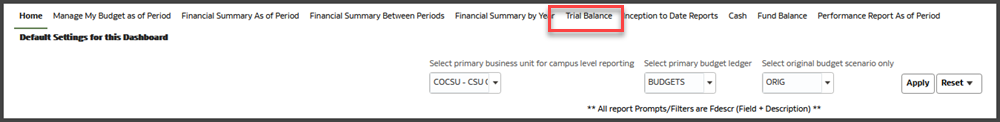 Home Manage My Budget as of Period Financial Summary As of Period Financial Summary Between Periods Financial Summary by Year Trial Balance Inception to Date Reports Cash Fund Balance Performance Report As of Period
Default Settings for this Dashboard
Select primary business unit for campus level reporting Select primary budget ledger Select original budget scenario only
COCSU - CSU BUDGETS ORIG Apply Reset
** All report Prompts/Filters are Fdescr (Field + Description) **